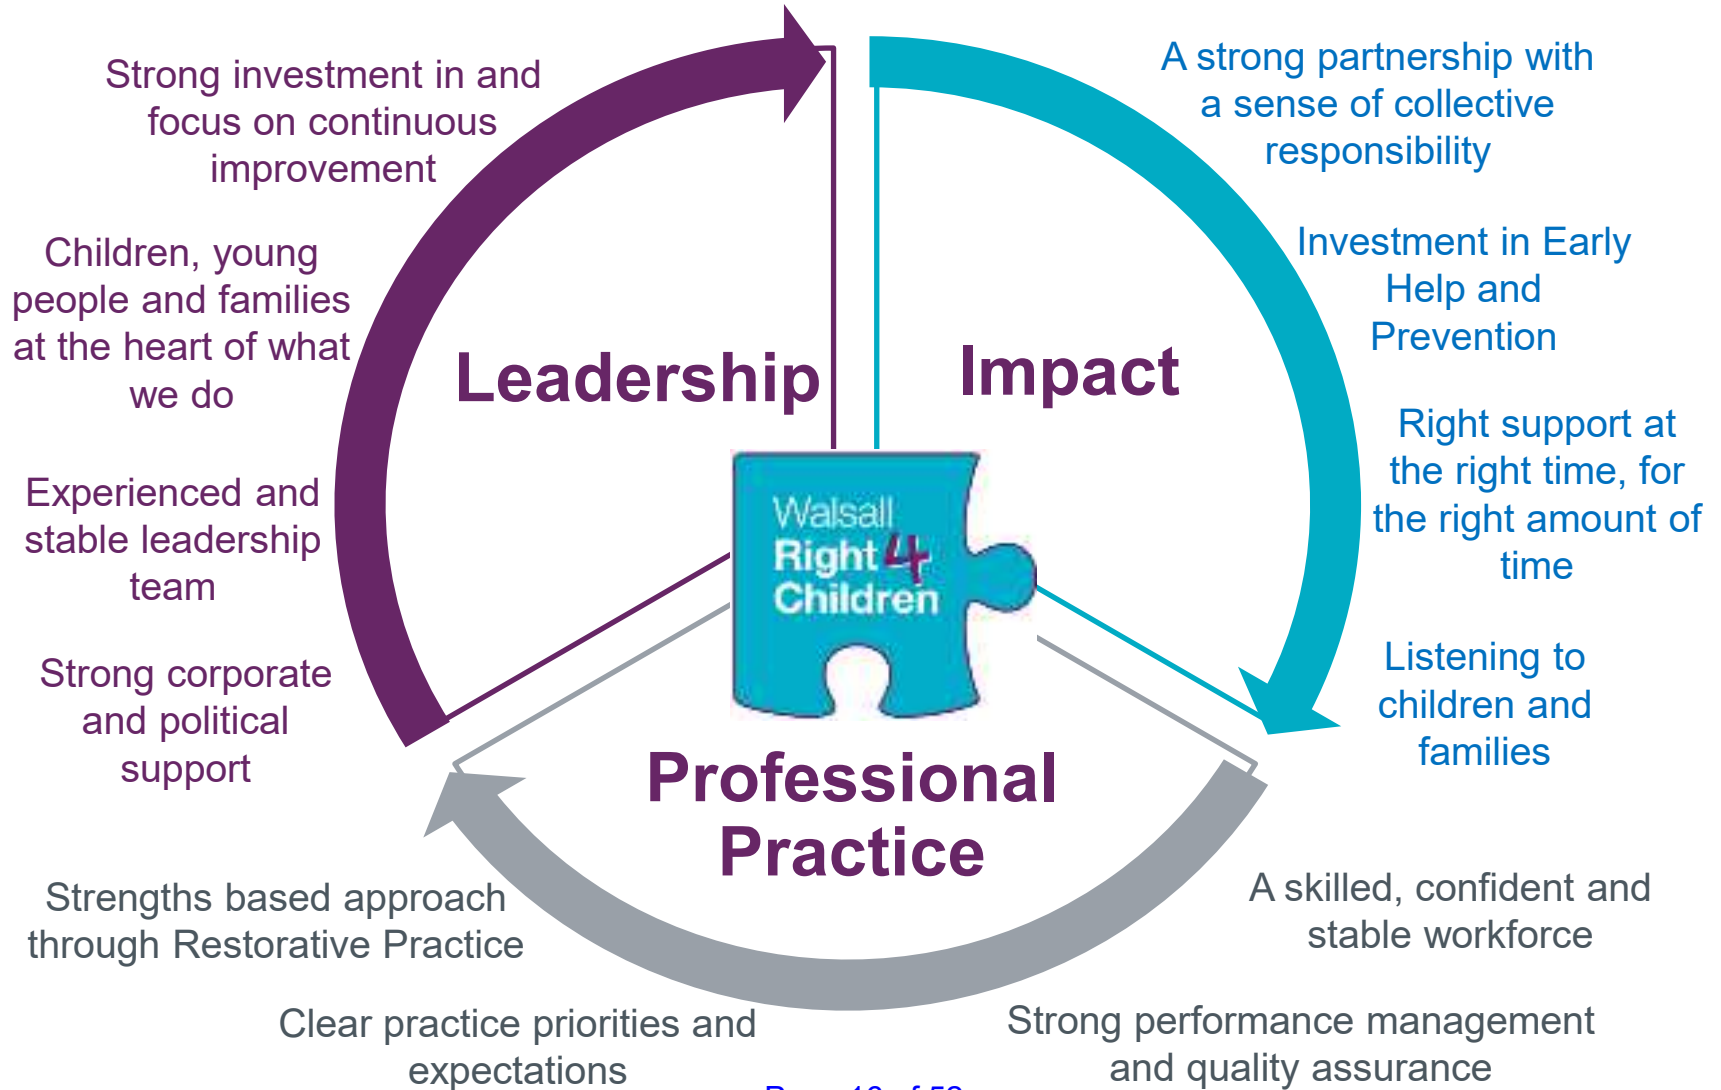 Strong investment in and
focus on continuous
improvement
Children, young
people and families
at the heart of what
we do
Experienced and
stable leadership
team
Strong corporate
and political
support
Leadership
Impact
Walsall
Right 4
Children
Professional
Practice
A strong partnership with
a sense of collective
responsibility
Investment in Early
Help and
Prevention
Right support at
the right time, for
the right amount of
time
Listening to
children and
families
Strengths based approach
through Restorative Practice
Clear practice priorities and
expectations
A skilled, confident and
stable workforce
Strong performance management
and quality assurance